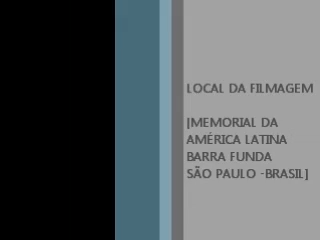 LOCAL DA FILMAGEM
[MEMORIAL DA
AMÉRICA LATINA
BARRA FUNDA
SÃO PAULO -BRASIL]